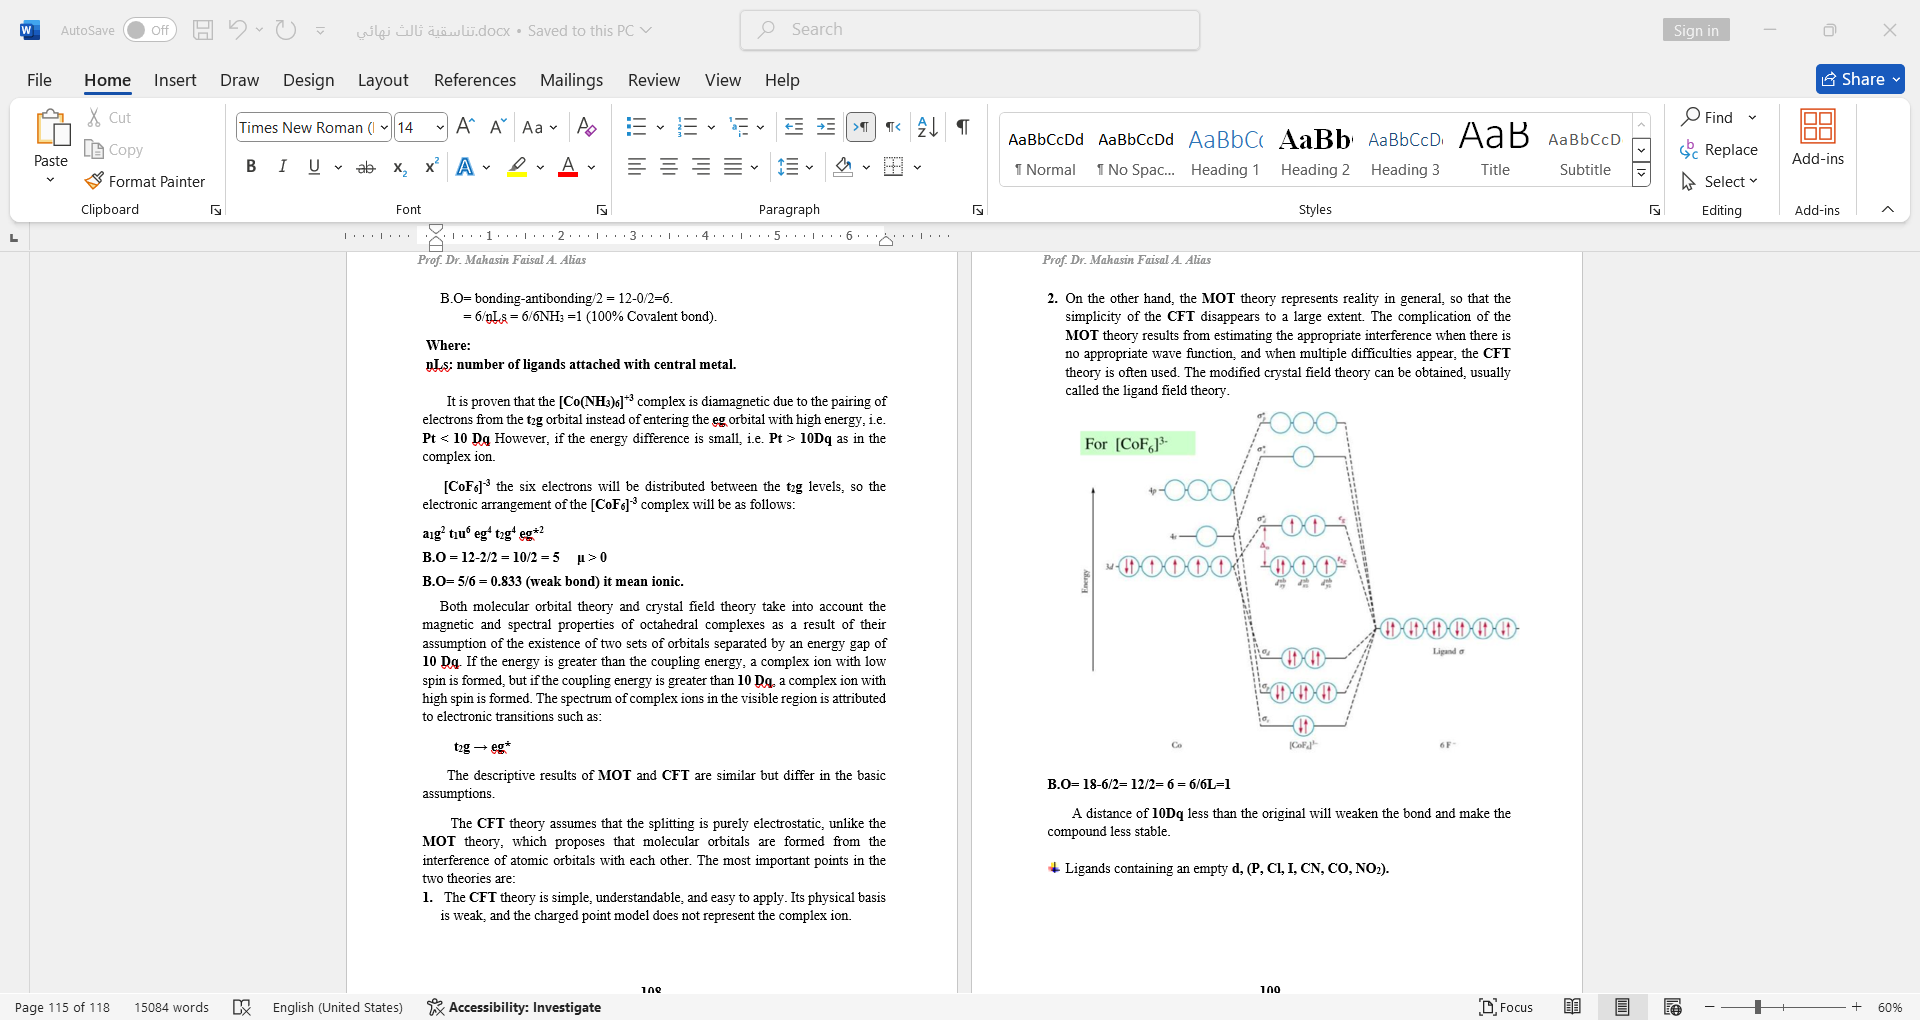 AutoSave Off تناسقية ثالث نهائي.docx • Saved to this PC
Search
Sign in
File Home Insert Draw Design Layout References Mailings Review View Help
Share
Paste
Cut
Copy
Format Painter
Clipboard
Times New Roman (
14
Font
Paragraph
AaBbCcDd ¶ Normal
AaBbCcDd ¶ No Spac...
AaBbCc Heading 1
AaBb Heading 2
AaBbCcD Heading 3
AaB Title
AaBbCcD Subtitle
Styles
Find
Replace
Select
Editing
Add-ins
Add-ins
1 2 3 4 5 6
Prof. Dr. Mahasin Faisal A. Alias
B.O= bonding-antibonding/2 = 12-0/2=6.
= 6/nLs = 6/6NH₃ =1 (100% Covalent bond).
Where:
nLs: number of ligands attached with central metal.
It is proven that the [Co(NH₃)₆]⁺³ complex is diamagnetic due to the pairing of
electrons from the t₂g orbital instead of entering the eg orbital with high energy, i.e.
Pt < 10 Dq However, if the energy difference is small, i.e. Pt > 10Dq as in the
complex ion.
[CoF₆]⁻³ the six electrons will be distributed between the t₂g levels, so the
electronic arrangement of the [CoF₆]⁻³ complex will be as follows:
a₁g² t₁u⁶ eg⁴ t₂g⁴ eg*²
B.O = 12-2/2 = 10/2 = 5 μ > 0
B.O= 5/6 = 0.833 (weak bond) it mean ionic.
Both molecular orbital theory and crystal field theory take into account the
magnetic and spectral properties of octahedral complexes as a result of their
assumption of the existence of two sets of orbitals separated by an energy gap of
10 Dq. If the energy is greater than the coupling energy, a complex ion with low
spin is formed, but if the coupling energy is greater than 10 Dq, a complex ion with
high spin is formed. The spectrum of complex ions in the visible region is attributed
to electronic transitions such as:
t₂g → eg*
The descriptive results of MOT and CFT are similar but differ in the basic
assumptions.
The CFT theory assumes that the splitting is purely electrostatic, unlike the
MOT theory, which proposes that molecular orbitals are formed from the
interference of atomic orbitals with each other. The most important points in the
two theories are:
1. The CFT theory is simple, understandable, and easy to apply. Its physical basis
is weak, and the charged point model does not represent the complex ion.
108
Prof. Dr. Mahasin Faisal A. Alias
2. On the other hand, the MOT theory represents reality in general, so that the
simplicity of the CFT disappears to a large extent. The complication of the
MOT theory results from estimating the appropriate interference when there is
no appropriate wave function, and when multiple difficulties appear, the CFT
theory is often used. The modified crystal field theory can be obtained, usually
called the ligand field theory.
For [CoF₆]³⁻
4p
4s
3d
Energy
Δₒ
Ligand σ
Co
[CoF₆]³⁻
6 F⁻
B.O= 18-6/2= 12/2= 6 = 6/6L=1
A distance of 10Dq less than the original will weaken the bond and make the
compound less stable.
Ligands containing an empty d, (P, Cl, I, CN, CO, NO₂).
109
Page 115 of 118 15084 words English (United States) Accessibility: Investigate Focus 60%